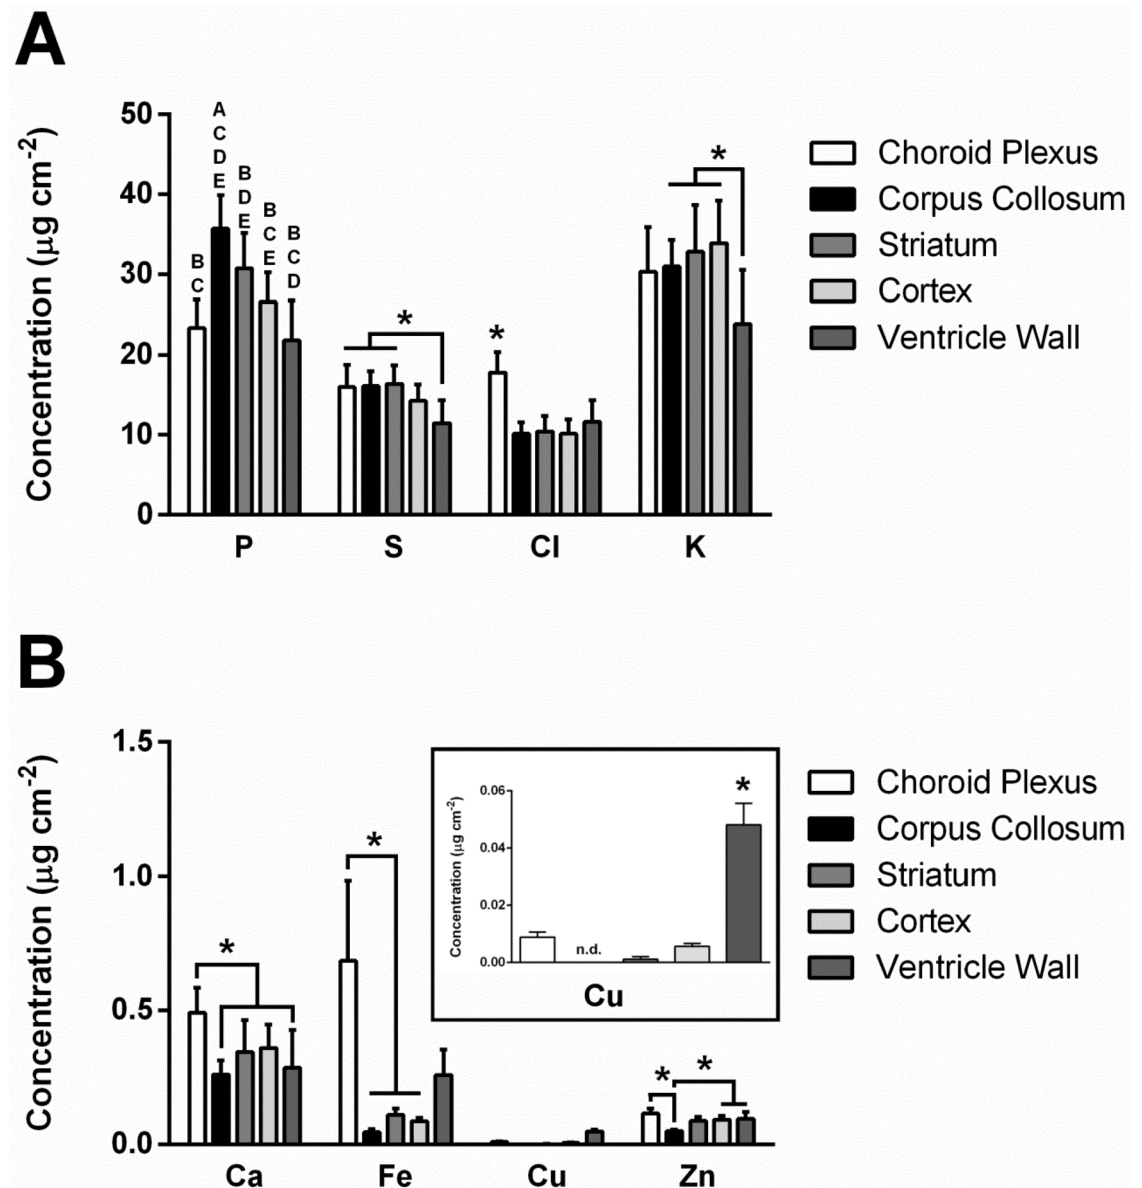 A
Concentration (µg cm-2)
50
40
30
20
10
0
B
C
A
C
D
E
B
D
E
B
C
E
B
C
D
*
*
*
P S Cl K
Choroid Plexus
Corpus Collosum
Striatum
Cortex
Ventricle Wall
B
Concentration (µg cm-2)
1.5
1.0
0.5
0.0
*
*
*
*
Ca Fe Cu Zn
Concentration (µg cm-2)
0.06
0.04
0.02
0.00
n.d.
*
Cu
Choroid Plexus
Corpus Collosum
Striatum
Cortex
Ventricle Wall